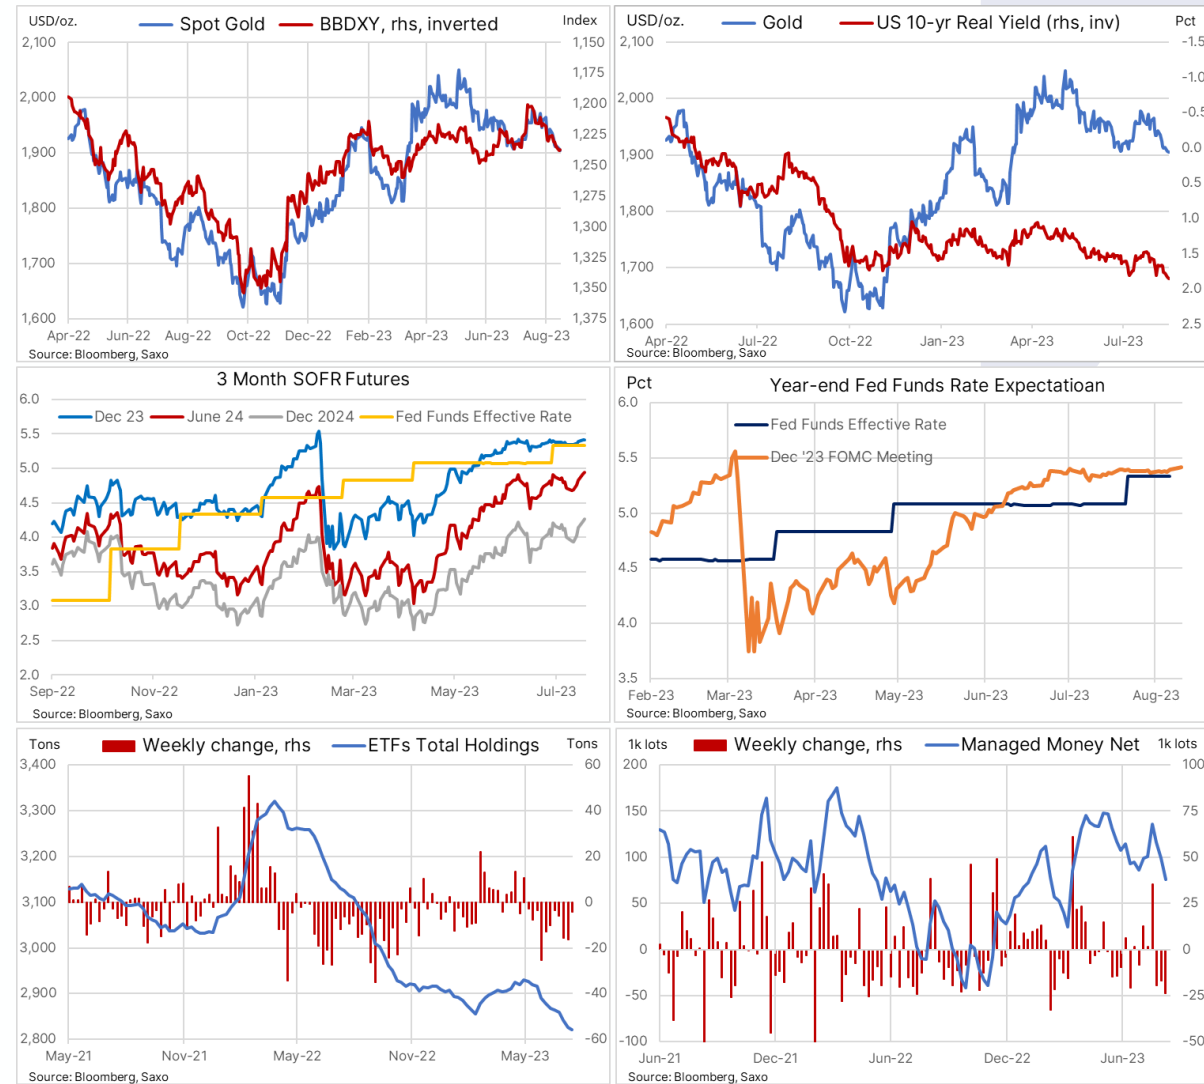 USD/oz. Spot Gold BBDXY, rhs, inverted Index
2,100 1,150
1,175
2,000 1,200
1,225
1,900 1,250
1,800 1,275
1,300
1,700 1,325
1,350
1,600 1,375
Apr-22 Jun-22 Aug-22 Oct-22 Dec-22 Feb-23 Apr-23 Jun-23 Aug-23
Source: Bloomberg, Saxo
USD/oz. Gold US 10-yr Real Yield (rhs, inv) Pct
2,100 -1.5
-1.0
2,000 -0.5
1,900 0.0
0.5
1,800 1.0
1,700 1.5
2.0
1,600 2.5
Apr-22 Jul-22 Oct-22 Jan-23 Apr-23 Jul-23
Source: Bloomberg, Saxo
3 Month SOFR Futures
6.0
Dec 23 June 24 Dec 2024 Fed Funds Effective Rate
5.5
5.0
4.5
4.0
3.5
3.0
2.5
2.0
Sep-22 Nov-22 Jan-23 Mar-23 May-23 Jul-23
Source: Bloomberg, Saxo
Pct Year-end Fed Funds Rate Expectatioan
6.0
Fed Funds Effective Rate
5.5 Dec '23 FOMC Meeting
5.0
4.5
4.0
3.5
Feb-23 Mar-23 Apr-23 May-23 Jun-23 Jul-23 Aug-23
Source: Bloomberg, Saxo
Tons Weekly change, rhs ETFs Total Holdings Tons
3,400 60
3,300 40
3,200 20
3,100 0
3,000 -20
2,900 -40
2,800 -60
May-21 Nov-21 May-22 Nov-22 May-23
Source: Bloomberg, Saxo
1k lots Weekly change, rhs Managed Money Net 1k lots
200 100
150 75
100 50
50 25
0 0
-50 -25
-100 -50
Jun-21 Dec-21 Jun-22 Dec-22 Jun-23
Source: Bloomberg, Saxo